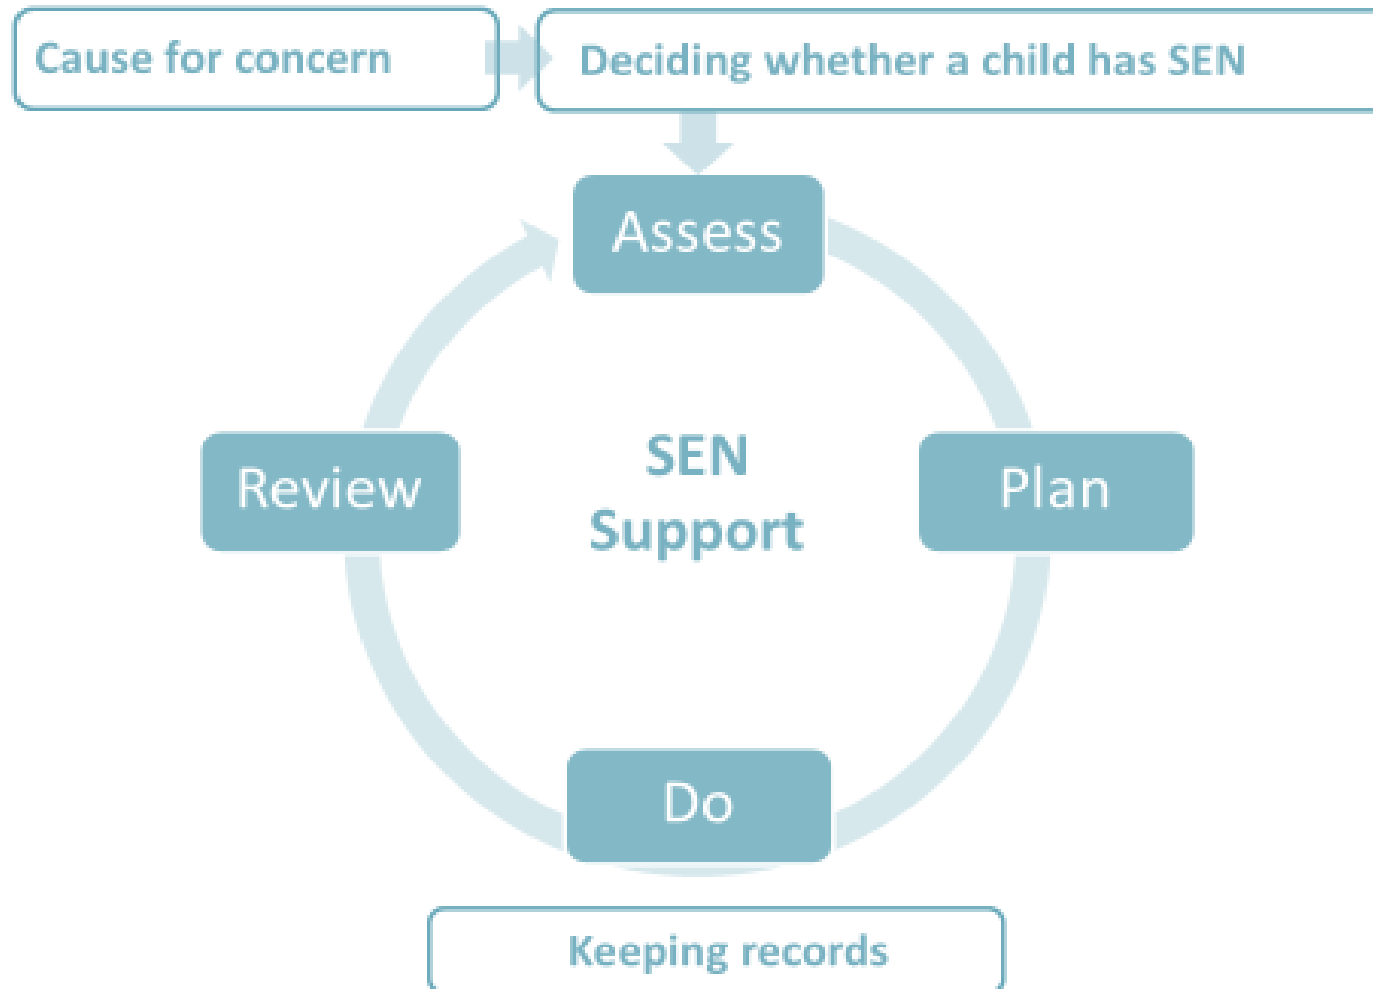 Cause for concern
Deciding whether a child has SEN
Assess
Review
SEN
Support
Plan
Do
Keeping records